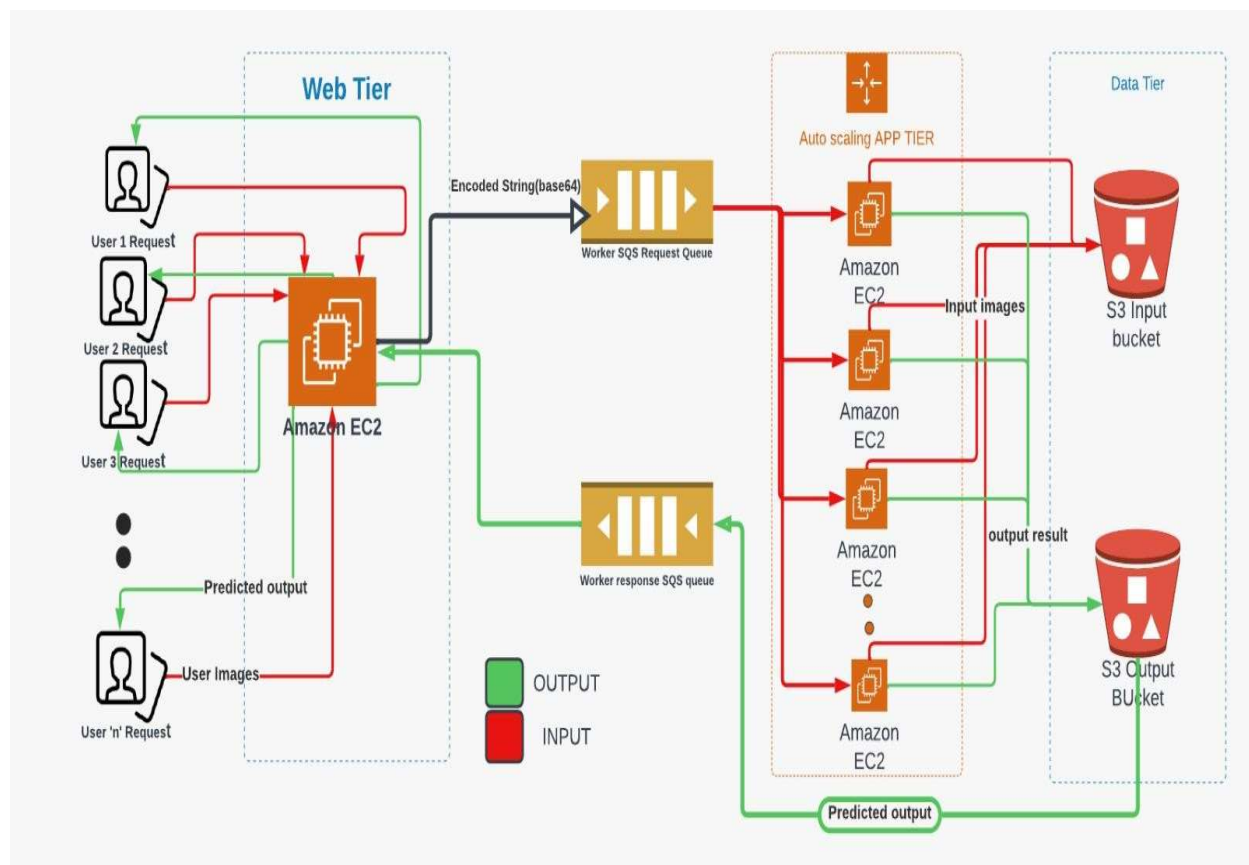 Web Tier
Data Tier
Auto scaling APP TIER
Encoded String(base64)
User 1 Request
Worker SQS Request Queue
Amazon
EC2
Input images
S3 Input
bucket
User 2 Request
Amazon EC2
Amazon
EC2
User 3 Request
output result
Amazon
EC2
Worker response SQS queue
Predicted output
User Images
OUTPUT
S3 Output
BUcket
User 'n' Request
INPUT
Amazon
EC2
Predicted output